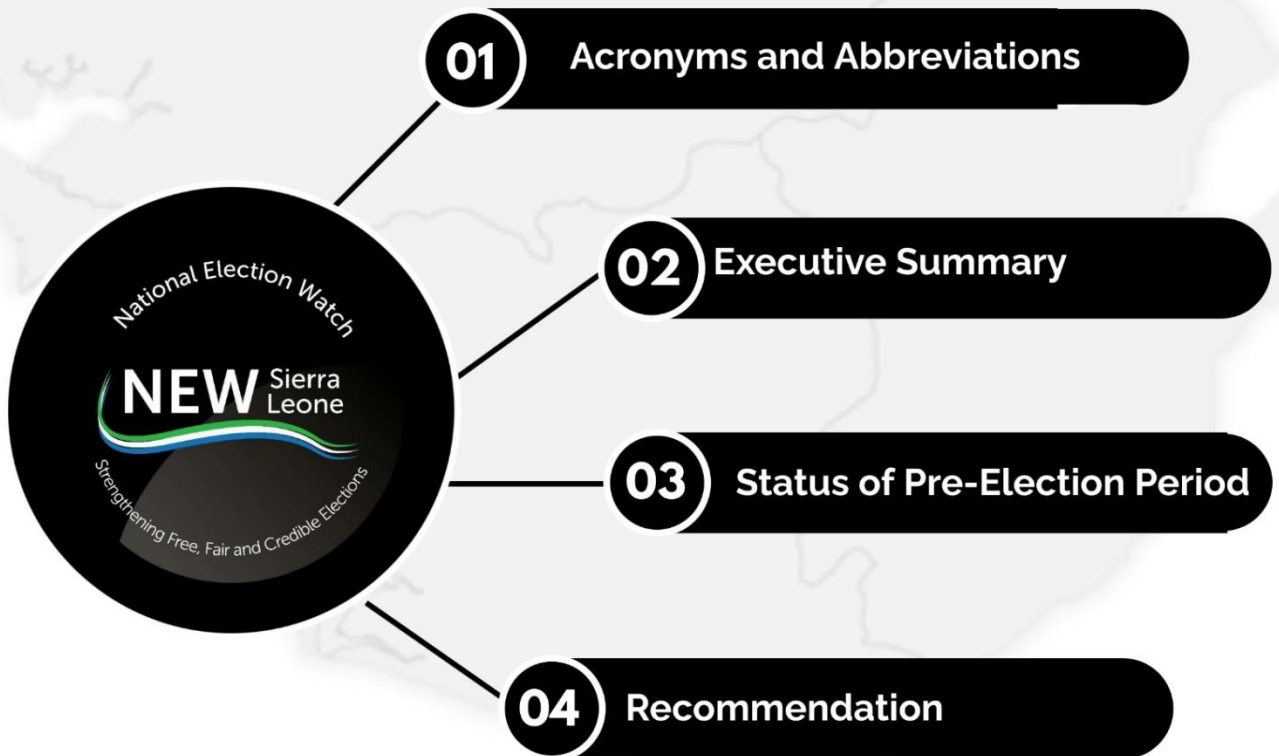 01
Acronyms and Abbreviations
02
Executive Summary
National Election Watch
NEW
Sierra
Leone
Strengthening Free, Fair and Credible Elections
03
Status of Pre-Election Period
04
Recommendation